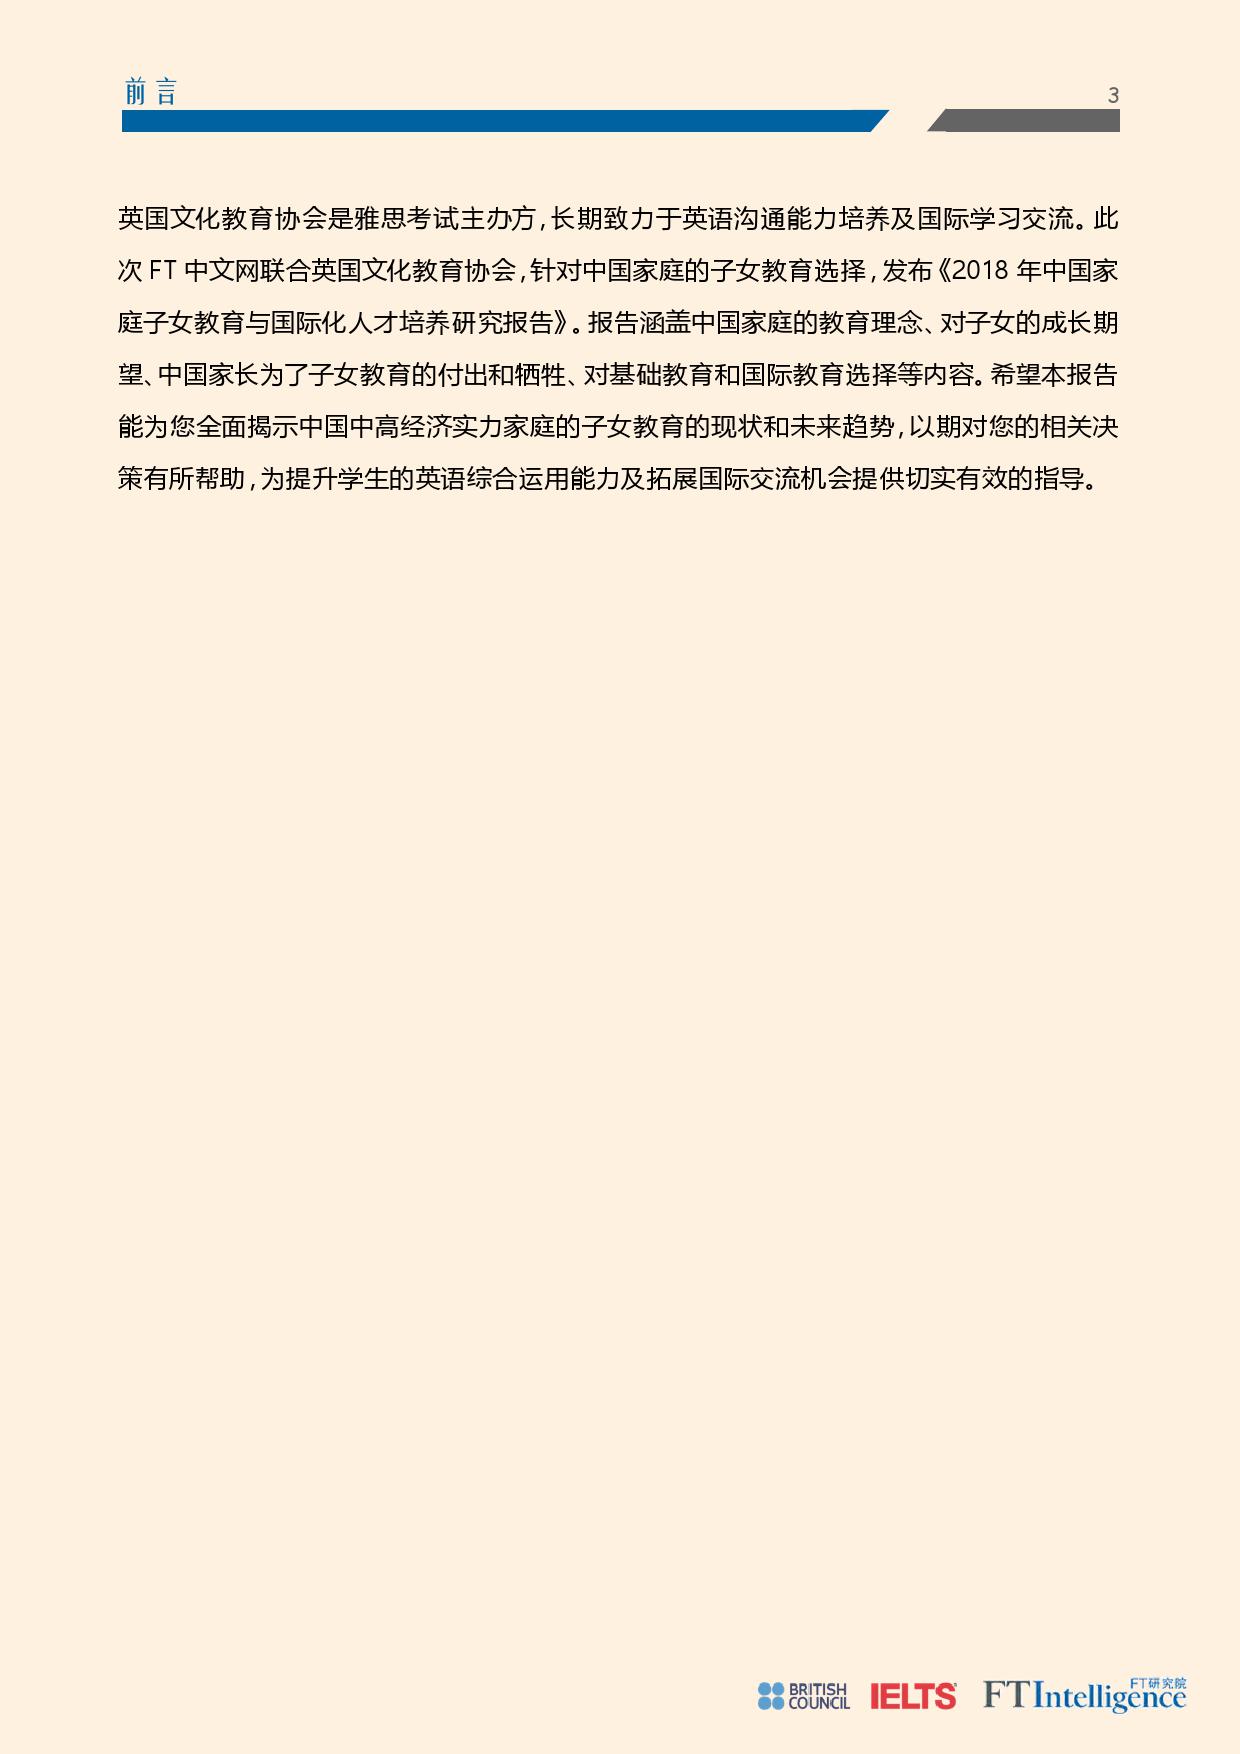 前言
3
英国文化教育协会是雅思考试主办方，长期致力于英语沟通能力培养及国际学习交流。此
次 FT 中文网联合英国文化教育协会，针对中国家庭的子女教育选择，发布《2018 年中国家
庭子女教育与国际化人才培养研究报告》。报告涵盖中国家庭的教育理念、对子女的成长期
望、中国家长为了子女教育的付出和牺牲、对基础教育和国际教育选择等内容。希望本报告
能为您全面揭示中国中高经济实力家庭的子女教育的现状和未来趋势，以期对您的相关决
策有所帮助，为提升学生的英语综合运用能力及拓展国际交流机会提供切实有效的指导。
BRITISH
COUNCIL
IELTS
FT研究院
FTIntelligence